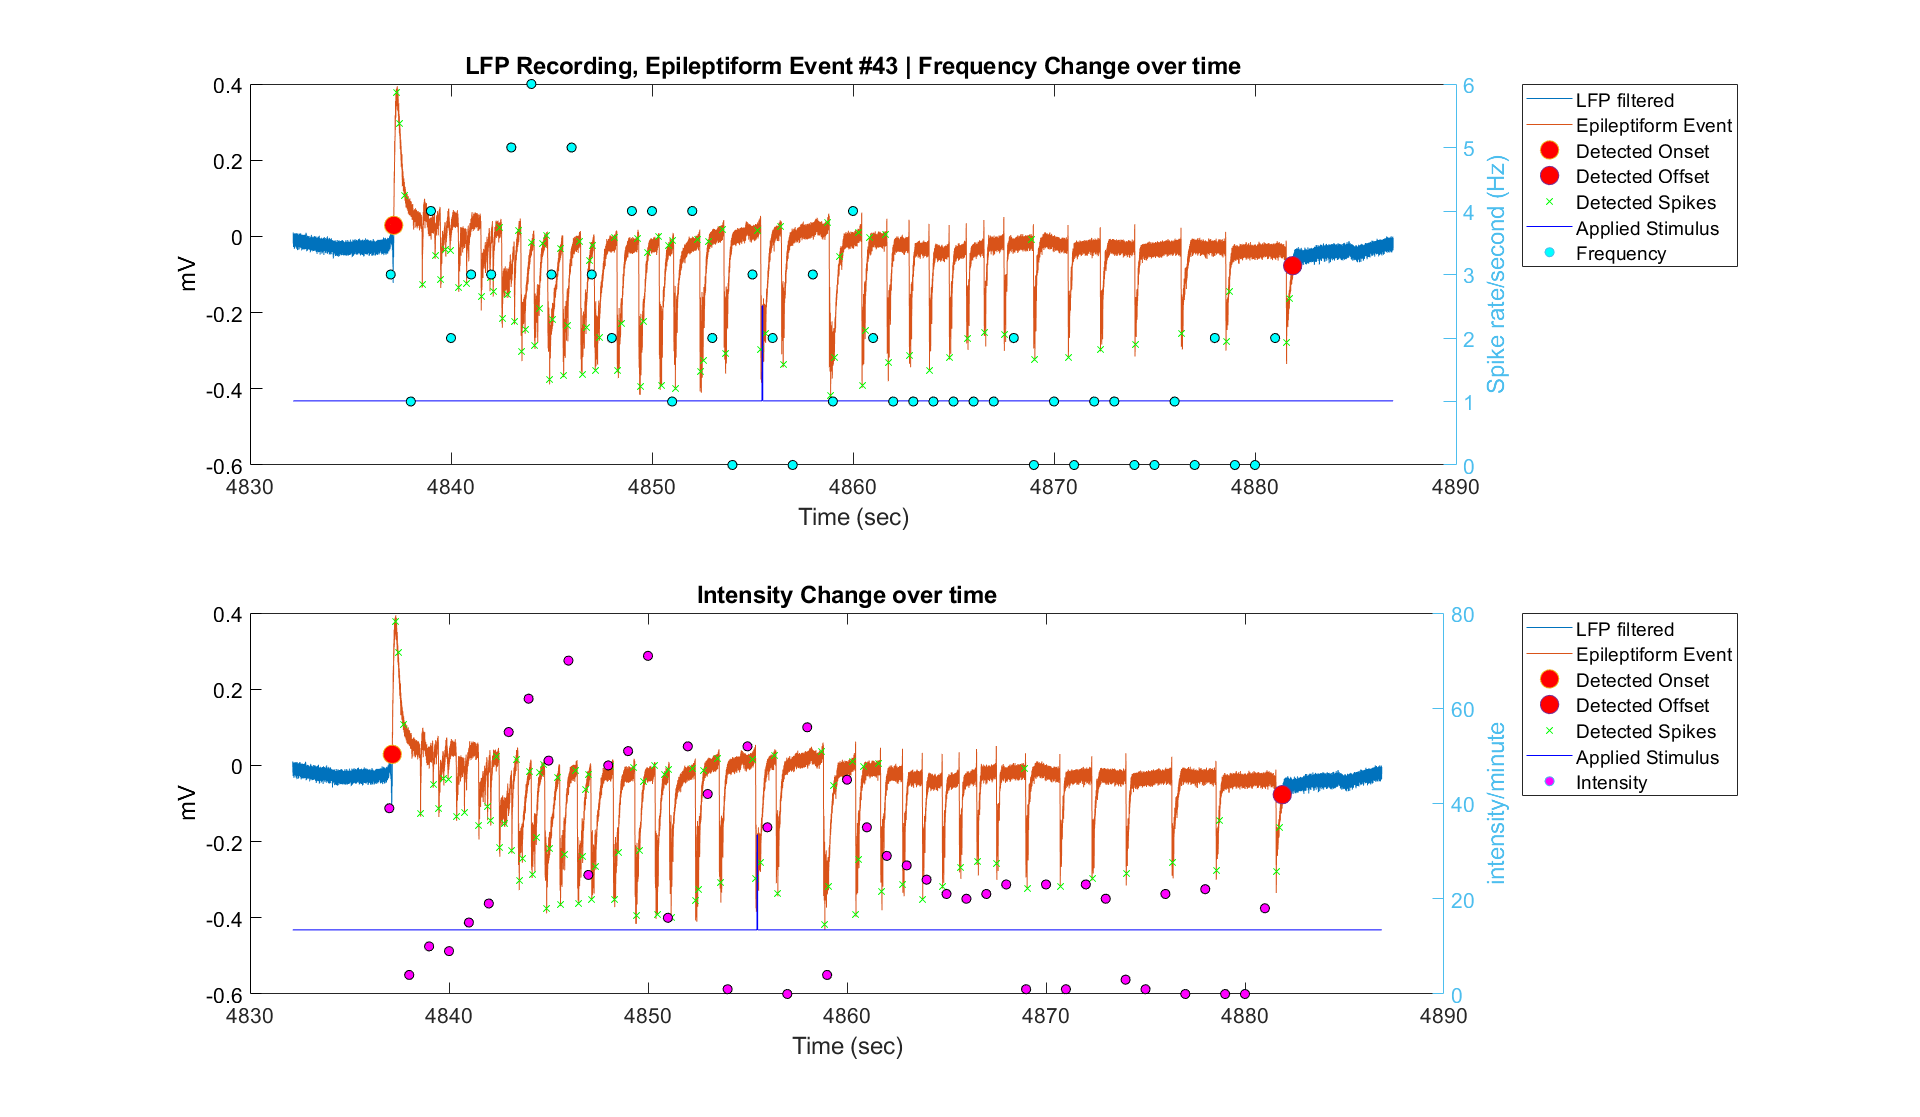 LFP Recording, Epileptiform Event #43 | Frequency Change over time
0.4
0.2
0
-0.2
-0.4
-0.6
mV
4830 4840 4850 4860 4870 4880 4890
Time (sec)
6
5
4
3
2
1
0
Spike rate/second (Hz)
LFP filtered
Epileptiform Event
Detected Onset
Detected Offset
Detected Spikes
Applied Stimulus
Frequency
Intensity Change over time
0.4
0.2
0
-0.2
-0.4
-0.6
mV
4830 4840 4850 4860 4870 4880 4890
Time (sec)
80
60
40
20
0
intensity/minute
LFP filtered
Epileptiform Event
Detected Onset
Detected Offset
Detected Spikes
Applied Stimulus
Intensity